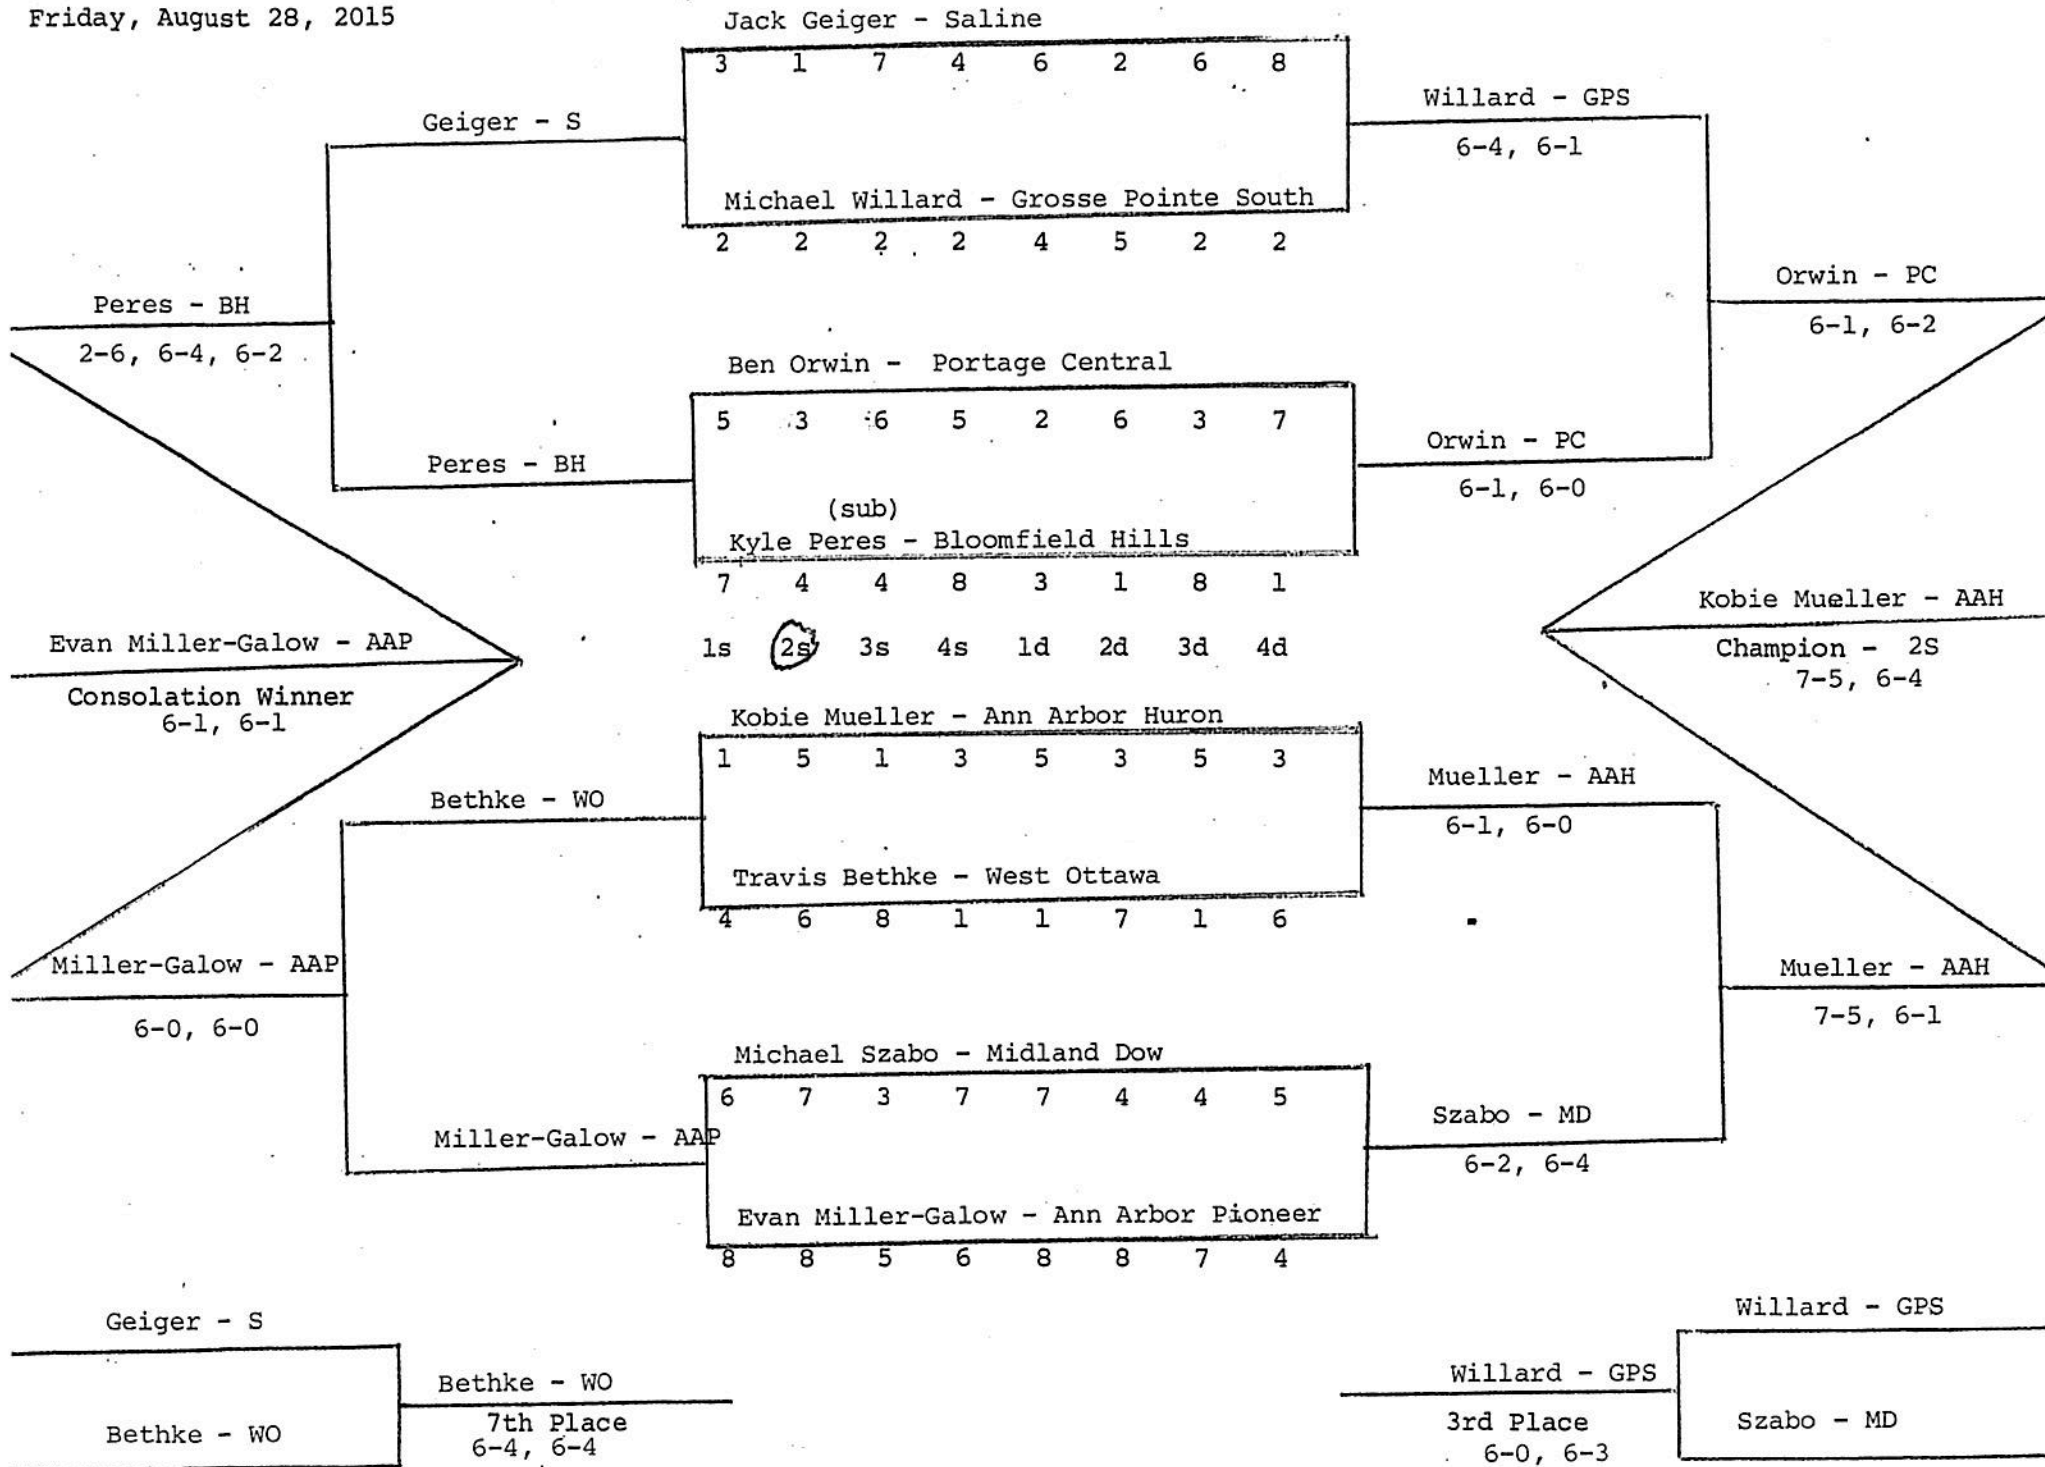 Friday, August 28, 2015
Jack Geiger - Saline
3 1 7 4 6 2 6 8
Willard - GPS
6-4, 6-1
Geiger - S
Michael Willard - Grosse Pointe South
2 2 2 2 4 5 2 2
Orwin - PC
6-1, 6-2
Peres - BH
2-6, 6-4, 6-2
Ben Orwin - Portage Central
5 3 6 5 2 6 3 7
Orwin - PC
6-1, 6-0
Peres - BH
(sub)
Kyle Peres - Bloomfield Hills
7 4 4 8 3 1 8 1
Kobie Mueller - AAH
Champion - 2S
7-5, 6-4
Evan Miller-Galow - AAP
Consolation Winner
6-1, 6-1
1s 2s 3s 4s 1d 2d 3d 4d
Kobie Mueller - Ann Arbor Huron
1 5 1 3 5 3 5 3
Mueller - AAH
6-1, 6-0
Bethke - WO
Travis Bethke - West Ottawa
4 6 8 1 1 7 1 6
Miller-Galow - AAP
6-0, 6-0
Mueller - AAH
7-5, 6-1
Michael Szabo - Midland Dow
6 7 3 7 7 4 4 5
Szabo - MD
6-2, 6-4
Miller-Galow - AAP
Evan Miller-Galow - Ann Arbor Pioneer
8 8 5 6 8 8 7 4
Geiger - S
Bethke - WO
7th Place
6-4, 6-4
Bethke - WO
Willard - GPS
Willard - GPS
3rd Place
6-0, 6-3
Szabo - MD